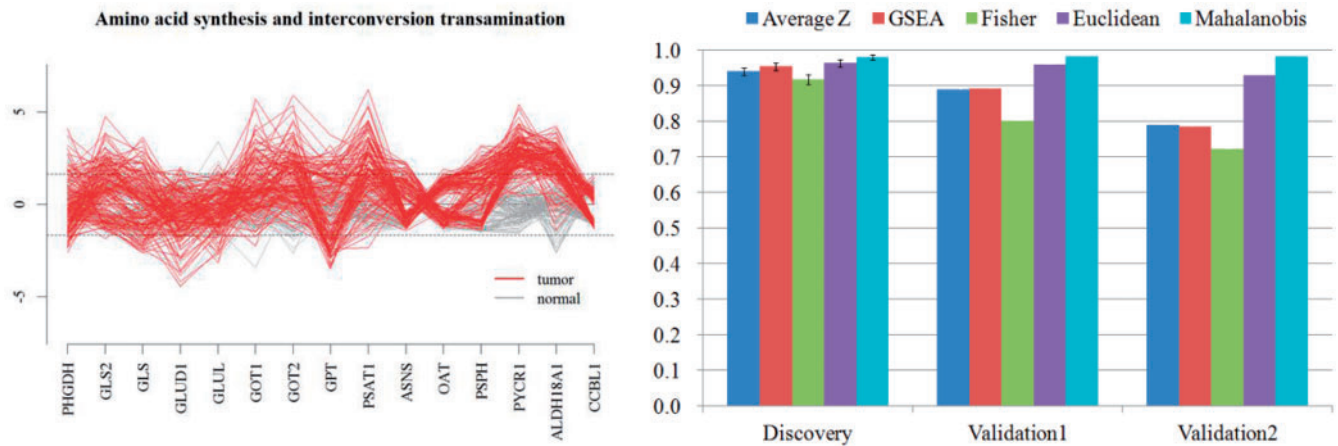 Amino acid synthesis and interconversion transamination
5
0
-5
tumor
normal
PHGDH
GLS2
GLS
GLUD1
GLUL
GOT1
GOT2
GPT
PSAT1
ASNS
OAT
PSPH
PYCR1
ALDH18A1
CCBL1
Average Z GSEA Fisher Euclidean Mahalanobis
1.0
0.9
0.8
0.7
0.6
0.5
0.4
0.3
0.2
0.1
0.0
Discovery Validation1 Validation2